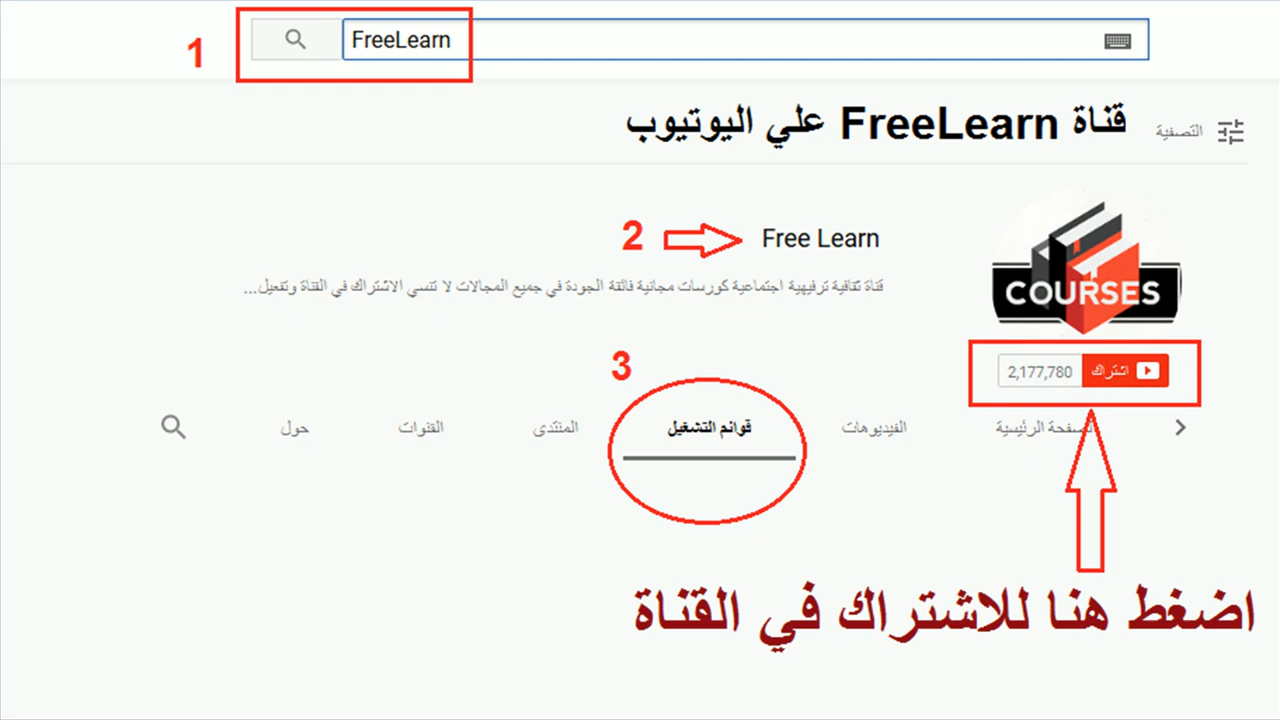 1
FreeLearn
قناة FreeLearn علي اليوتيوب
التصفية
2
Free Learn
قناة ثقافية ترفيهية اجتماعية كورسات مجانية فائقة الجودة في جميع المجالات لا تنسي الاشتراك في القناة وتفعيل...
COURSES
اشتراك 2,177,780
3
الصفحة الرئيسية الفيديوهات قوائم التشغيل المنتدى القنوات حول
اضغط هنا للاشتراك في القناة